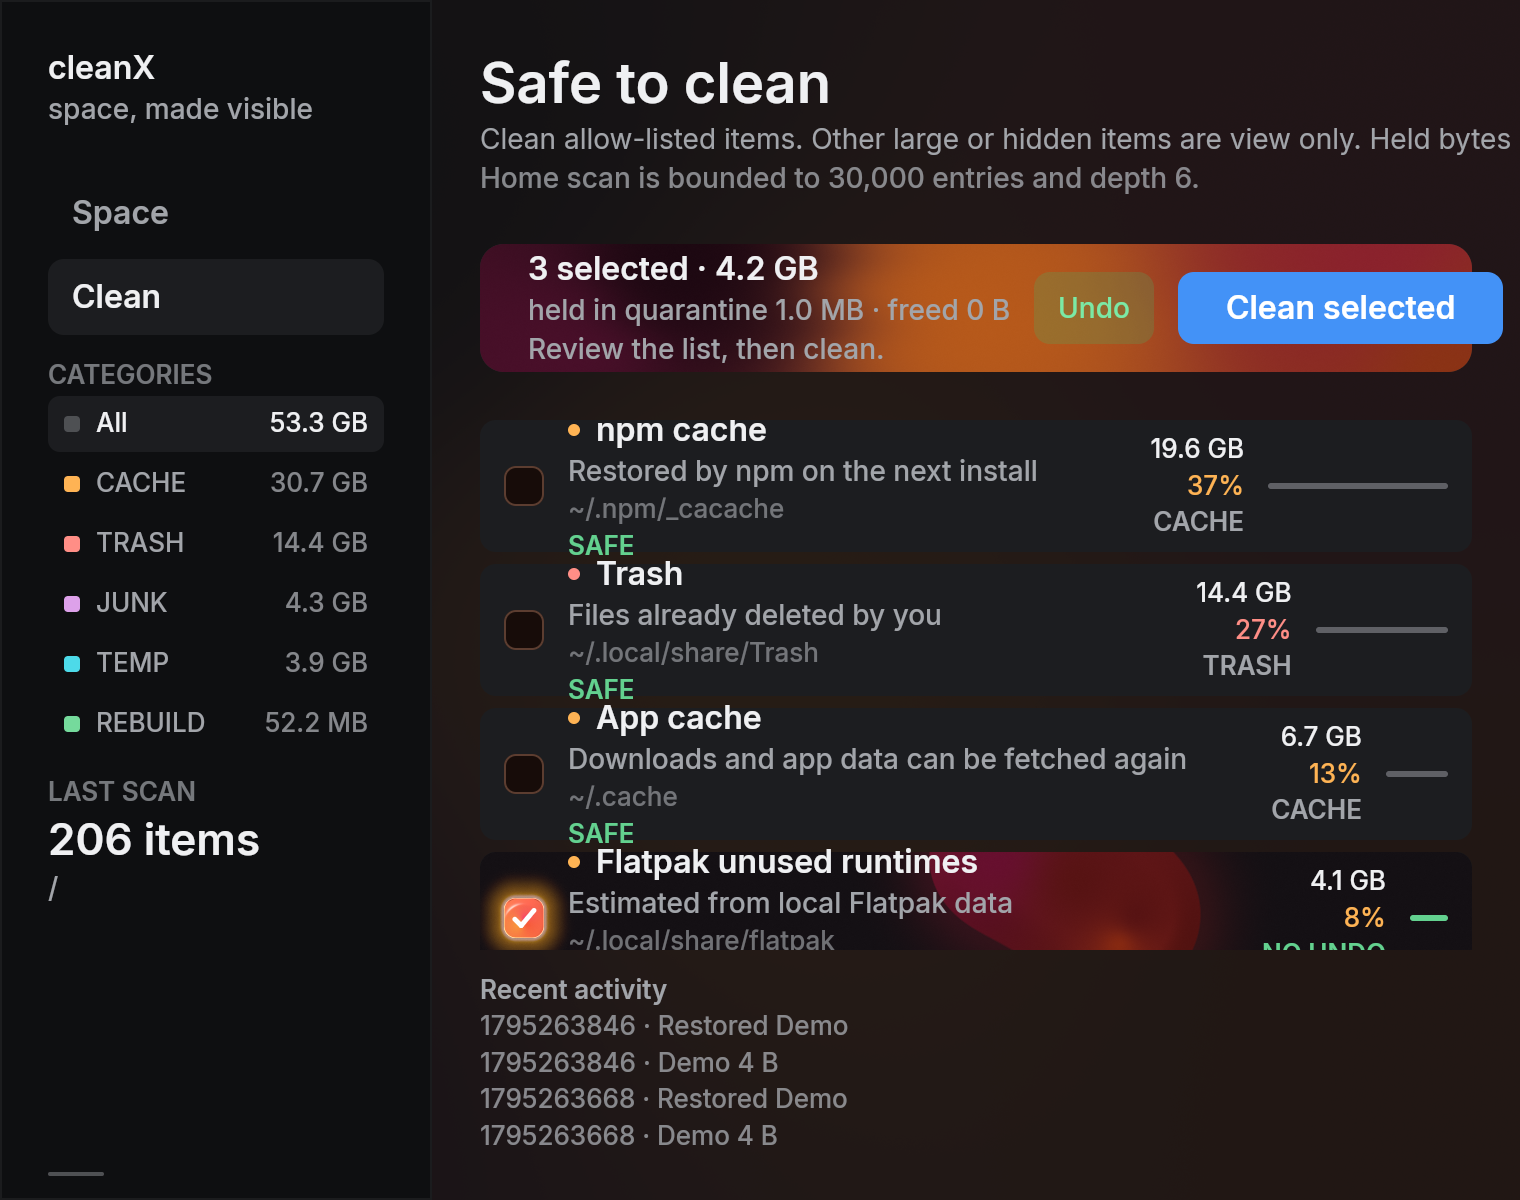 cleanX
space, made visible
Space
Clean
CATEGORIES
All 53.3 GB
CACHE 30.7 GB
TRASH 14.4 GB
JUNK 4.3 GB
TEMP 3.9 GB
REBUILD 52.2 MB
LAST SCAN
206 items
/
Safe to clean
Clean allow-listed items. Other large or hidden items are view only. Held bytes
Home scan is bounded to 30,000 entries and depth 6.
3 selected · 4.2 GB
held in quarantine 1.0 MB · freed 0 B
Review the list, then clean.
Undo
Clean selected
npm cache
Restored by npm on the next install
~/.npm/_cacache
SAFE
19.6 GB
37%
CACHE
Trash
Files already deleted by you
~/.local/share/Trash
SAFE
14.4 GB
27%
TRASH
App cache
Downloads and app data can be fetched again
~/.cache
SAFE
6.7 GB
13%
CACHE
Flatpak unused runtimes
Estimated from local Flatpak data
~/.local/share/flatpak
4.1 GB
8%
NO UNDO
Recent activity
1795263846 · Restored Demo
1795263846 · Demo 4 B
1795263668 · Restored Demo
1795263668 · Demo 4 B